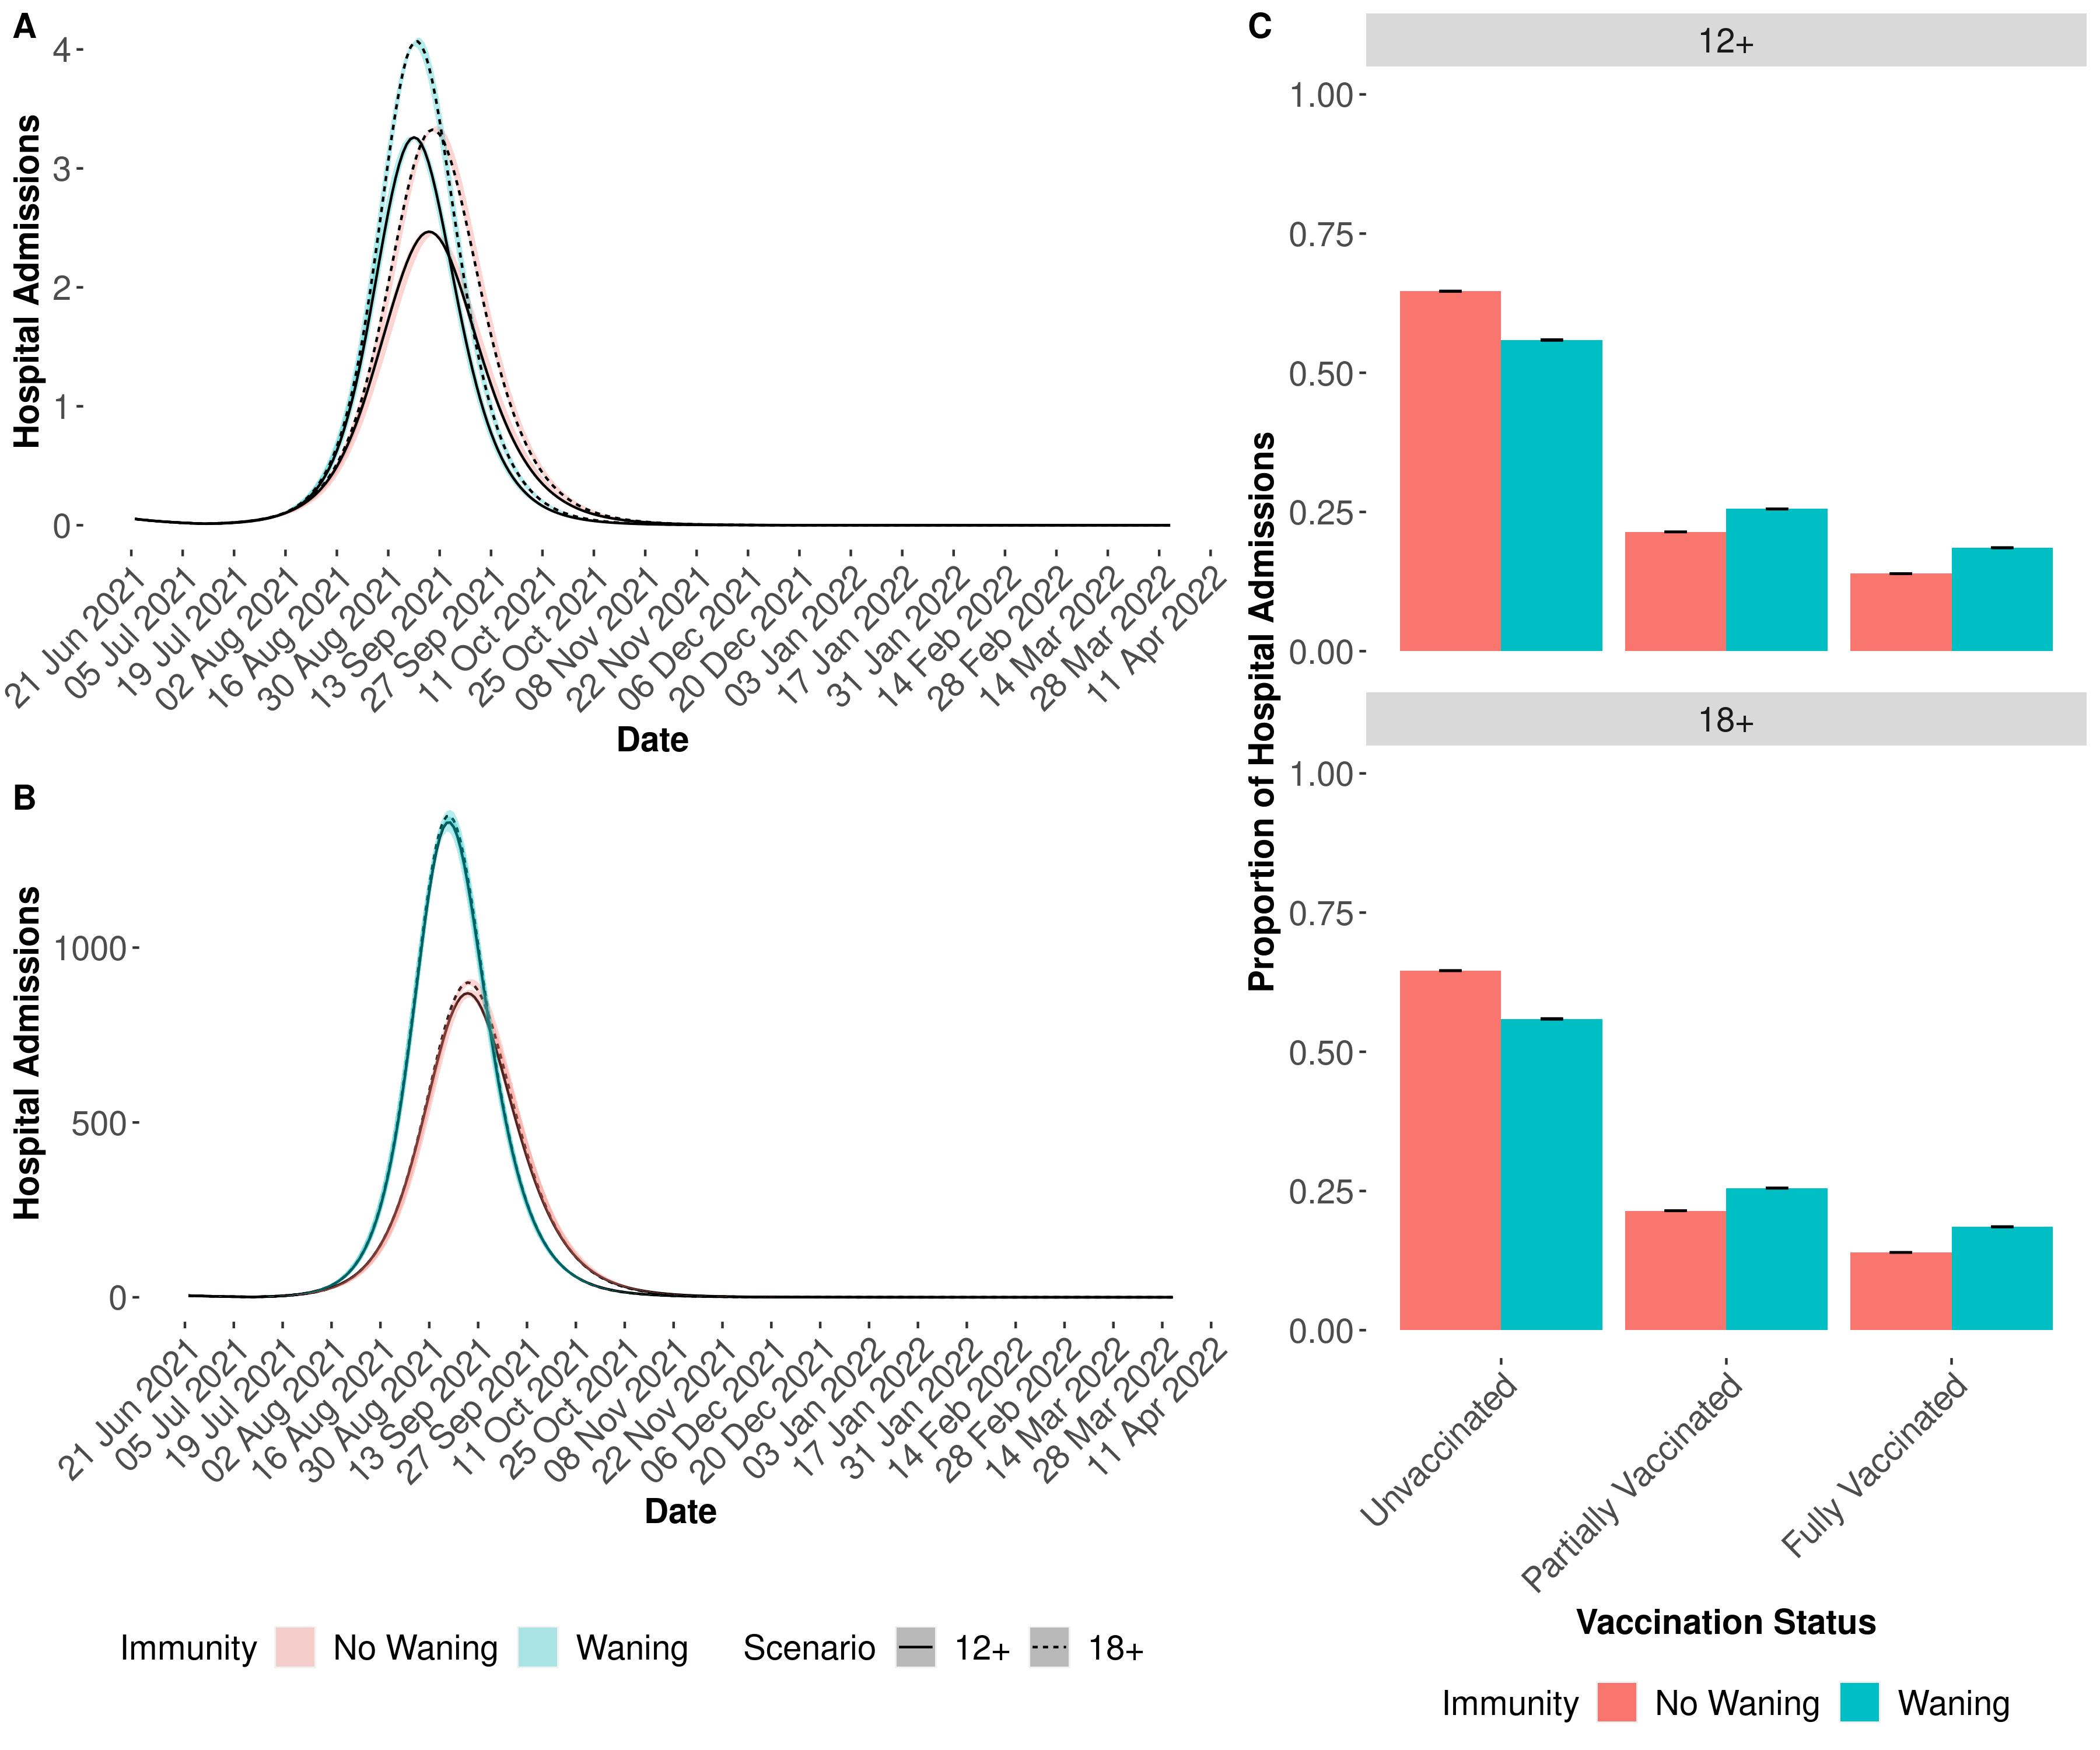 A
Hospital Admissions
4
3
2
1
0
21 Jun 2021
05 Jul 2021
19 Jul 2021
02 Aug 2021
16 Aug 2021
30 Aug 2021
13 Sep 2021
27 Sep 2021
11 Oct 2021
25 Oct 2021
08 Nov 2021
22 Nov 2021
06 Dec 2021
20 Dec 2021
03 Jan 2022
17 Jan 2022
31 Jan 2022
14 Feb 2022
28 Feb 2022
14 Mar 2022
28 Mar 2022
11 Apr 2022
Date
B
Hospital Admissions
1000
500
0
21 Jun 2021
05 Jul 2021
19 Jul 2021
02 Aug 2021
16 Aug 2021
30 Aug 2021
13 Sep 2021
27 Sep 2021
11 Oct 2021
25 Oct 2021
08 Nov 2021
22 Nov 2021
06 Dec 2021
20 Dec 2021
03 Jan 2022
17 Jan 2022
31 Jan 2022
14 Feb 2022
28 Feb 2022
14 Mar 2022
28 Mar 2022
11 Apr 2022
Date
Immunity No Waning Waning Scenario 12+ 18+
C
Proportion of Hospital Admissions
12+
1.00
0.75
0.50
0.25
0.00
18+
1.00
0.75
0.50
0.25
0.00
Unvaccinated
Partially Vaccinated
Fully Vaccinated
Vaccination Status
Immunity No Waning Waning